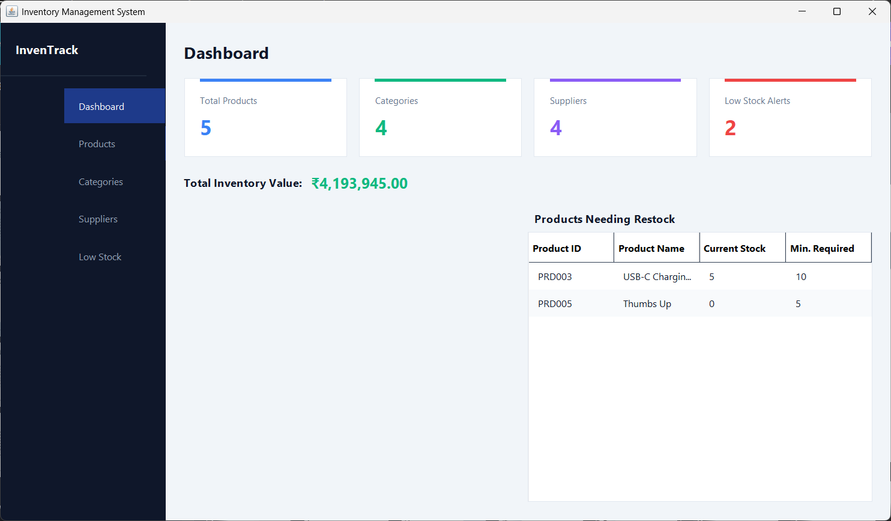 Inventory Management System
InvenTrack
Dashboard
Products
Categories
Suppliers
Low Stock
Dashboard
Total Products
5
Categories
4
Suppliers
4
Low Stock Alerts
2
Total Inventory Value: ₹4,193,945.00
Products Needing Restock
Product ID Product Name Current Stock Min. Required
PRD003 USB-C Chargin... 5 10
PRD005 Thumbs Up 0 5